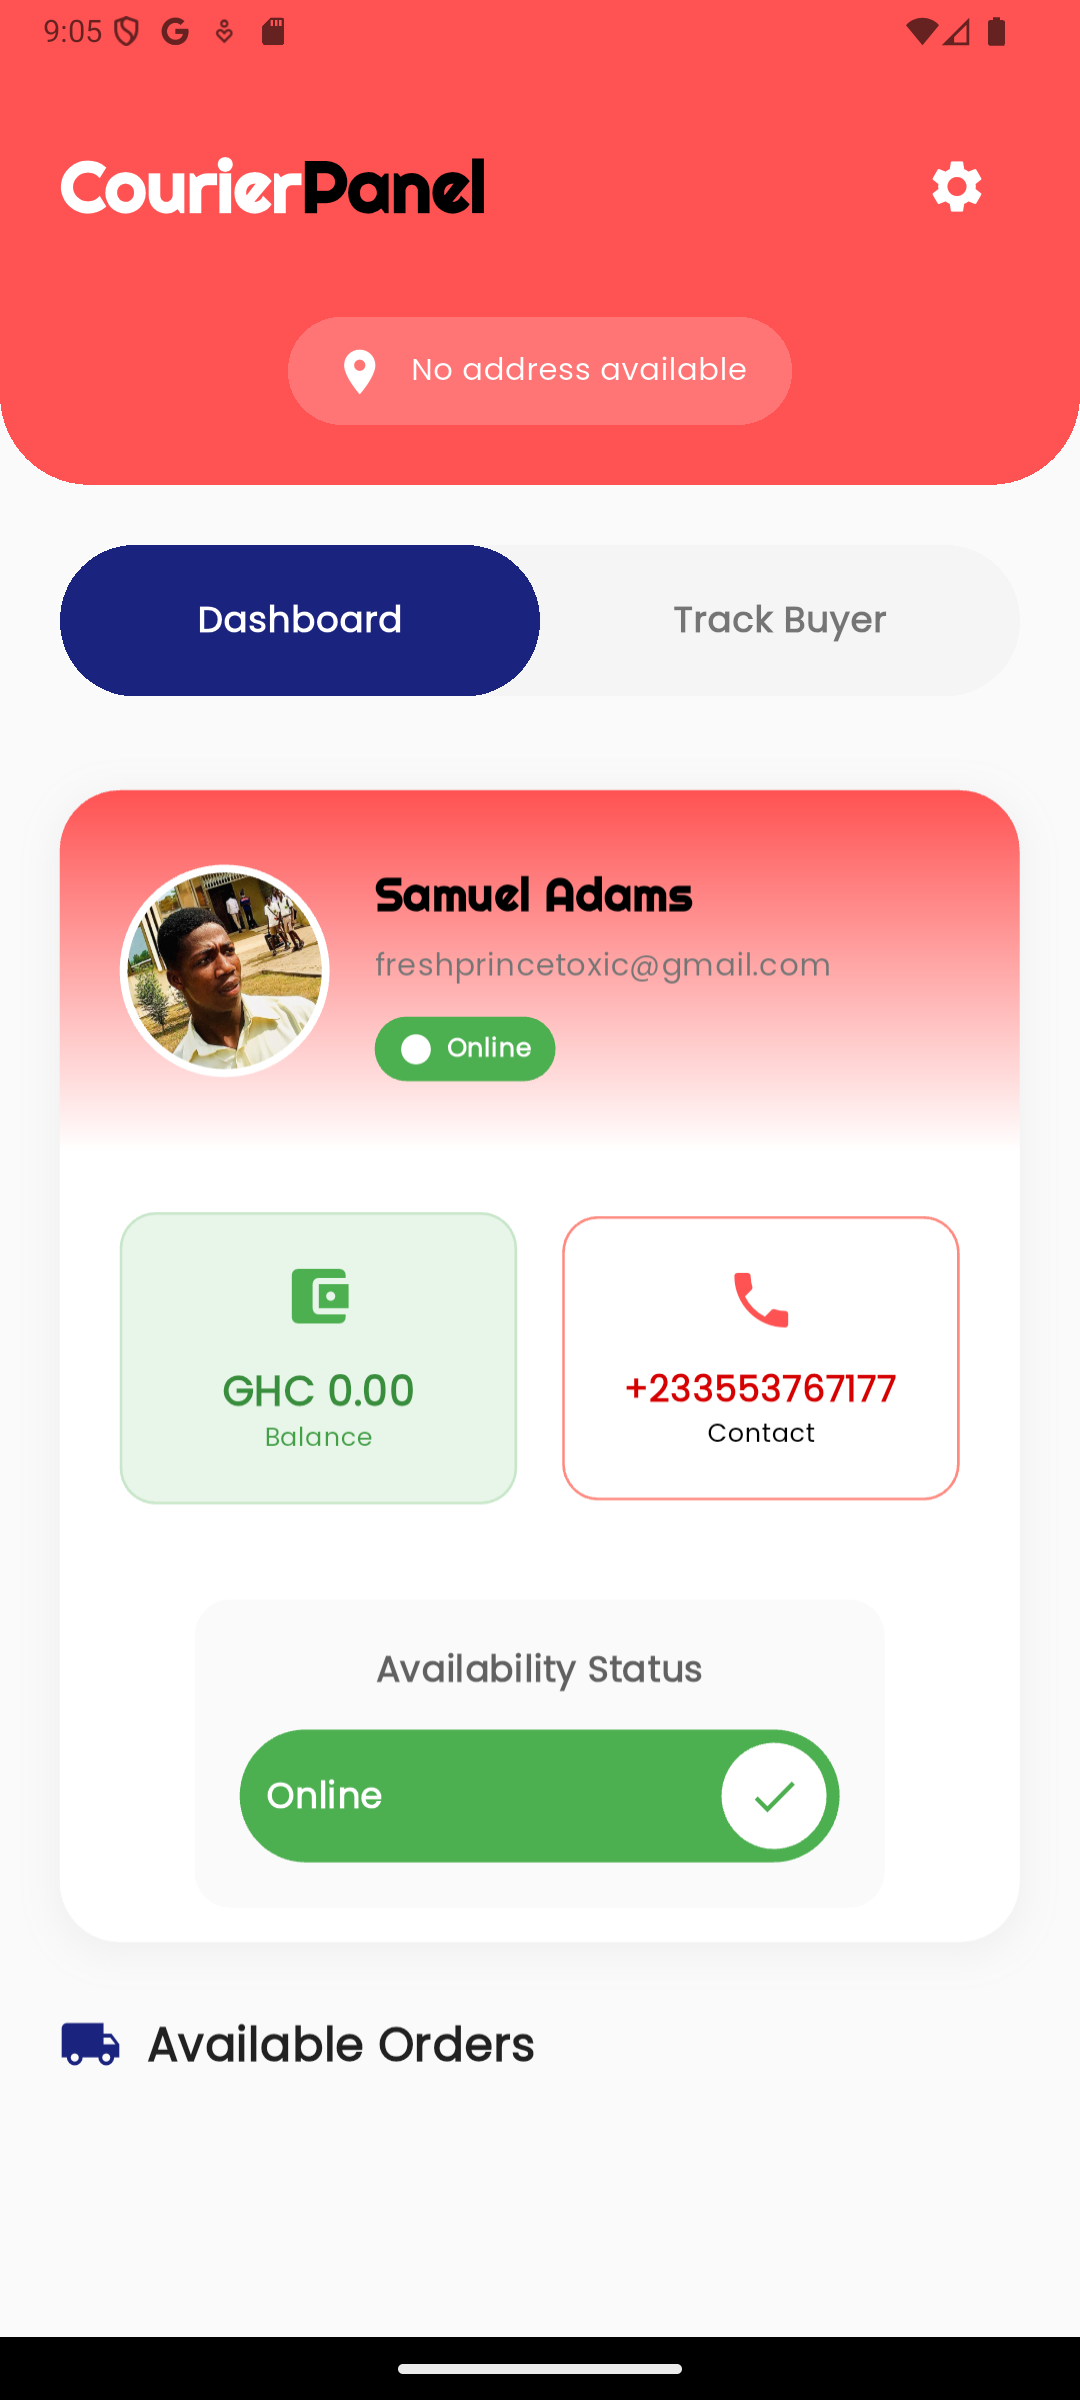 9:05
CourierPanel
No address available
Dashboard
Track Buyer
Samuel Adams
freshprincetoxic@gmail.com
Online
GHC 0.00
Balance
+233553767177
Contact
Availability Status
Online
Available Orders